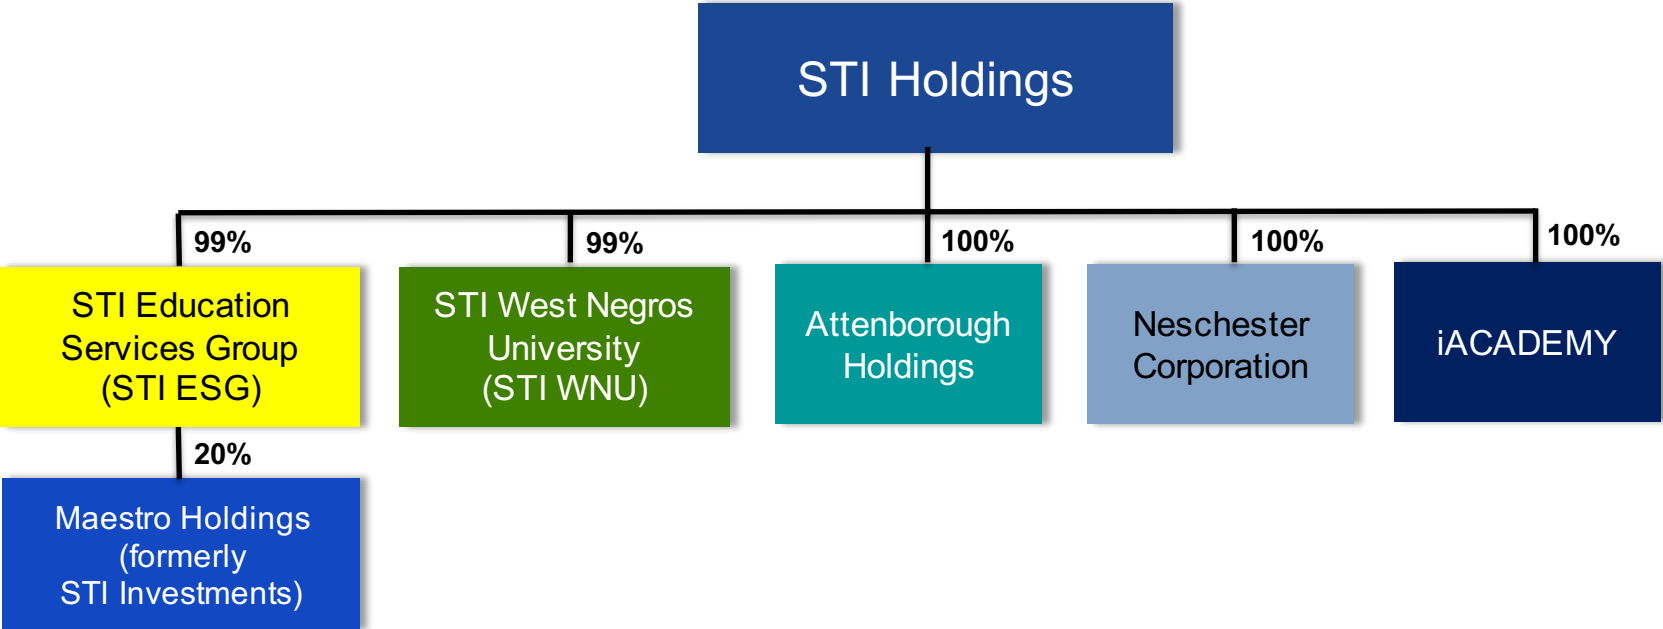 STI Holdings
99%
99%
100%
100%
100%
STI Education
Services Group
(STI ESG)
STI West Negros
University
(STI WNU)
Attenborough
Holdings
Neschester
Corporation
iACADEMY
20%
Maestro Holdings
(formerly
STI Investments)